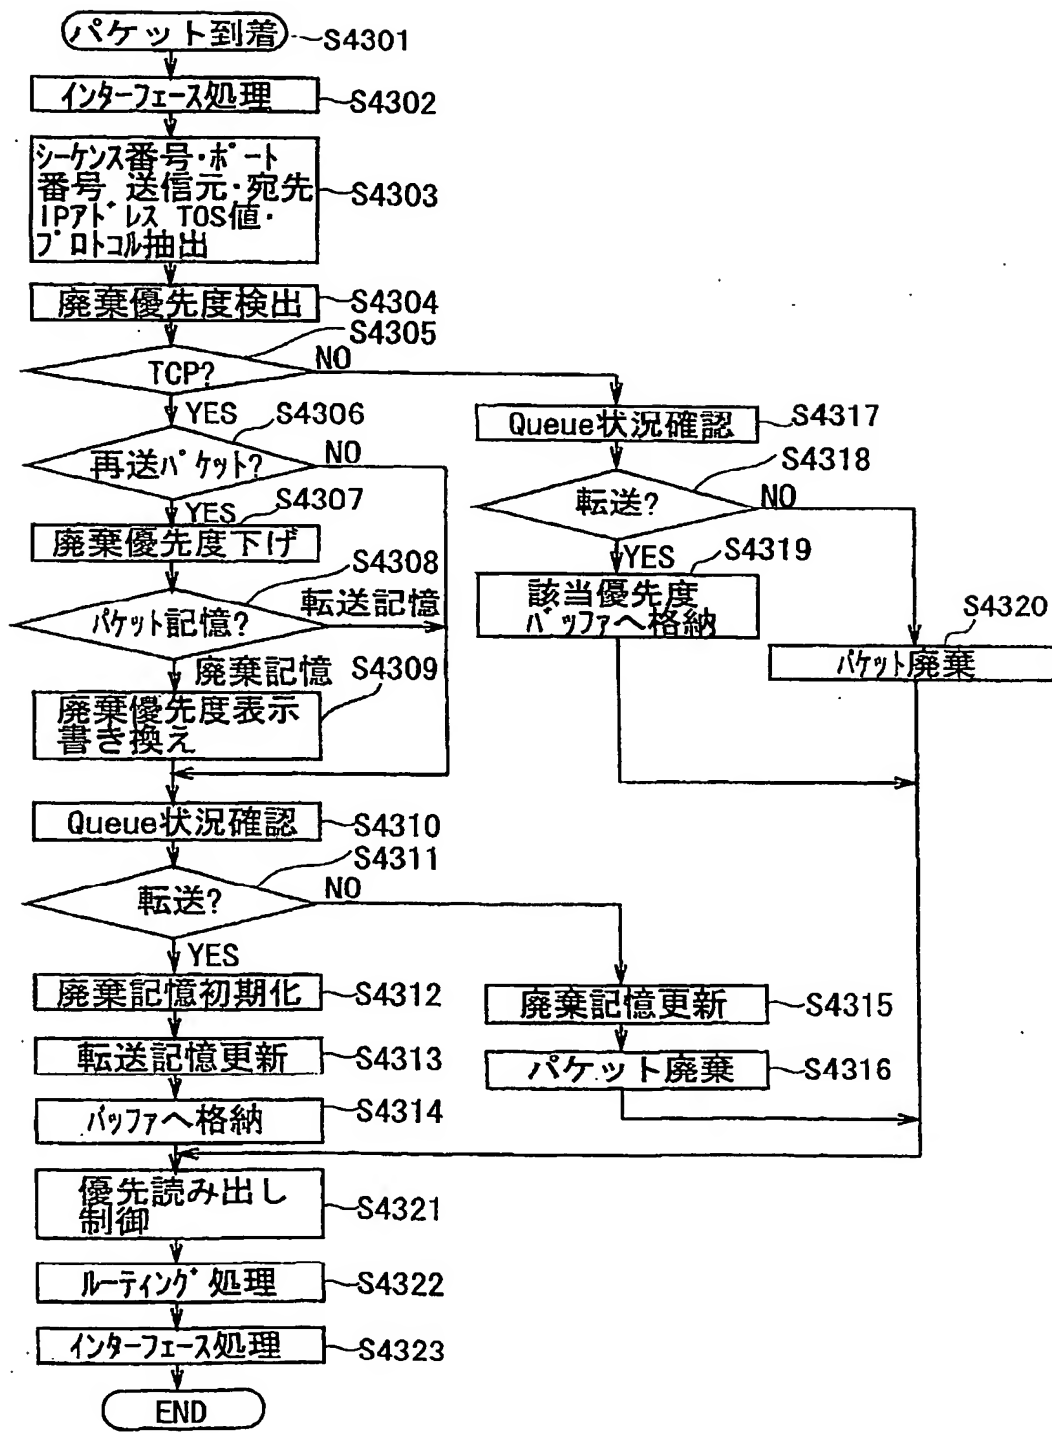 パケット到着 S4301
インターフェース処理 S4302
シーケンス番号・ポート
番号 送信元・宛先
IPアドレス TOS値・
プロトコル抽出
S4303
廃棄優先度検出 S4304
S4305
TCP?
NO
YES
S4306
再送パケット?
NO
YES
S4307
廃棄優先度下げ
S4308
パケット記憶?
転送記憶
廃棄記憶
S4309
廃棄優先度表示
書き換え
Queue状況確認 S4310
S4311
転送?
NO
YES
廃棄記憶初期化 S4312
転送記憶更新 S4313
バッファへ格納 S4314
廃棄記憶更新 S4315
パケット廃棄 S4316
Queue状況確認 S4317
S4318
転送?
NO
YES
S4319
該当優先度
バッファへ格納
S4320
パケット廃棄
優先読み出し
制御
S4321
ルーティング処理 S4322
インターフェース処理 S4323
END